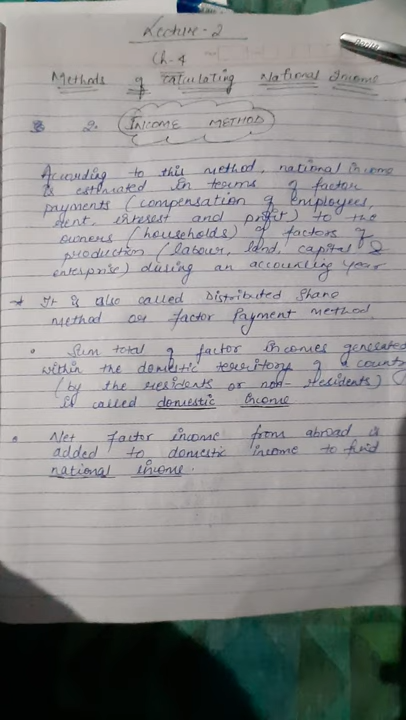 Lecture-2
Ch-4
Methods of Calculating National Income
2. INCOME METHOD
According to this method, national income
is estimated in terms of factor
payments (compensation of employees,
rent, interest and profit) to the
owners (households) of factors of
production (labour, land, capital &
enterprise) during an accounting year
* It is also called Distributed Share
method or Factor Payment method
• Sum total of factor incomes generated
within the domestic territory of a country
(by the residents or non-residents)
is called domestic income
• Net factor income from abroad is
added to domestic income to find
national income.